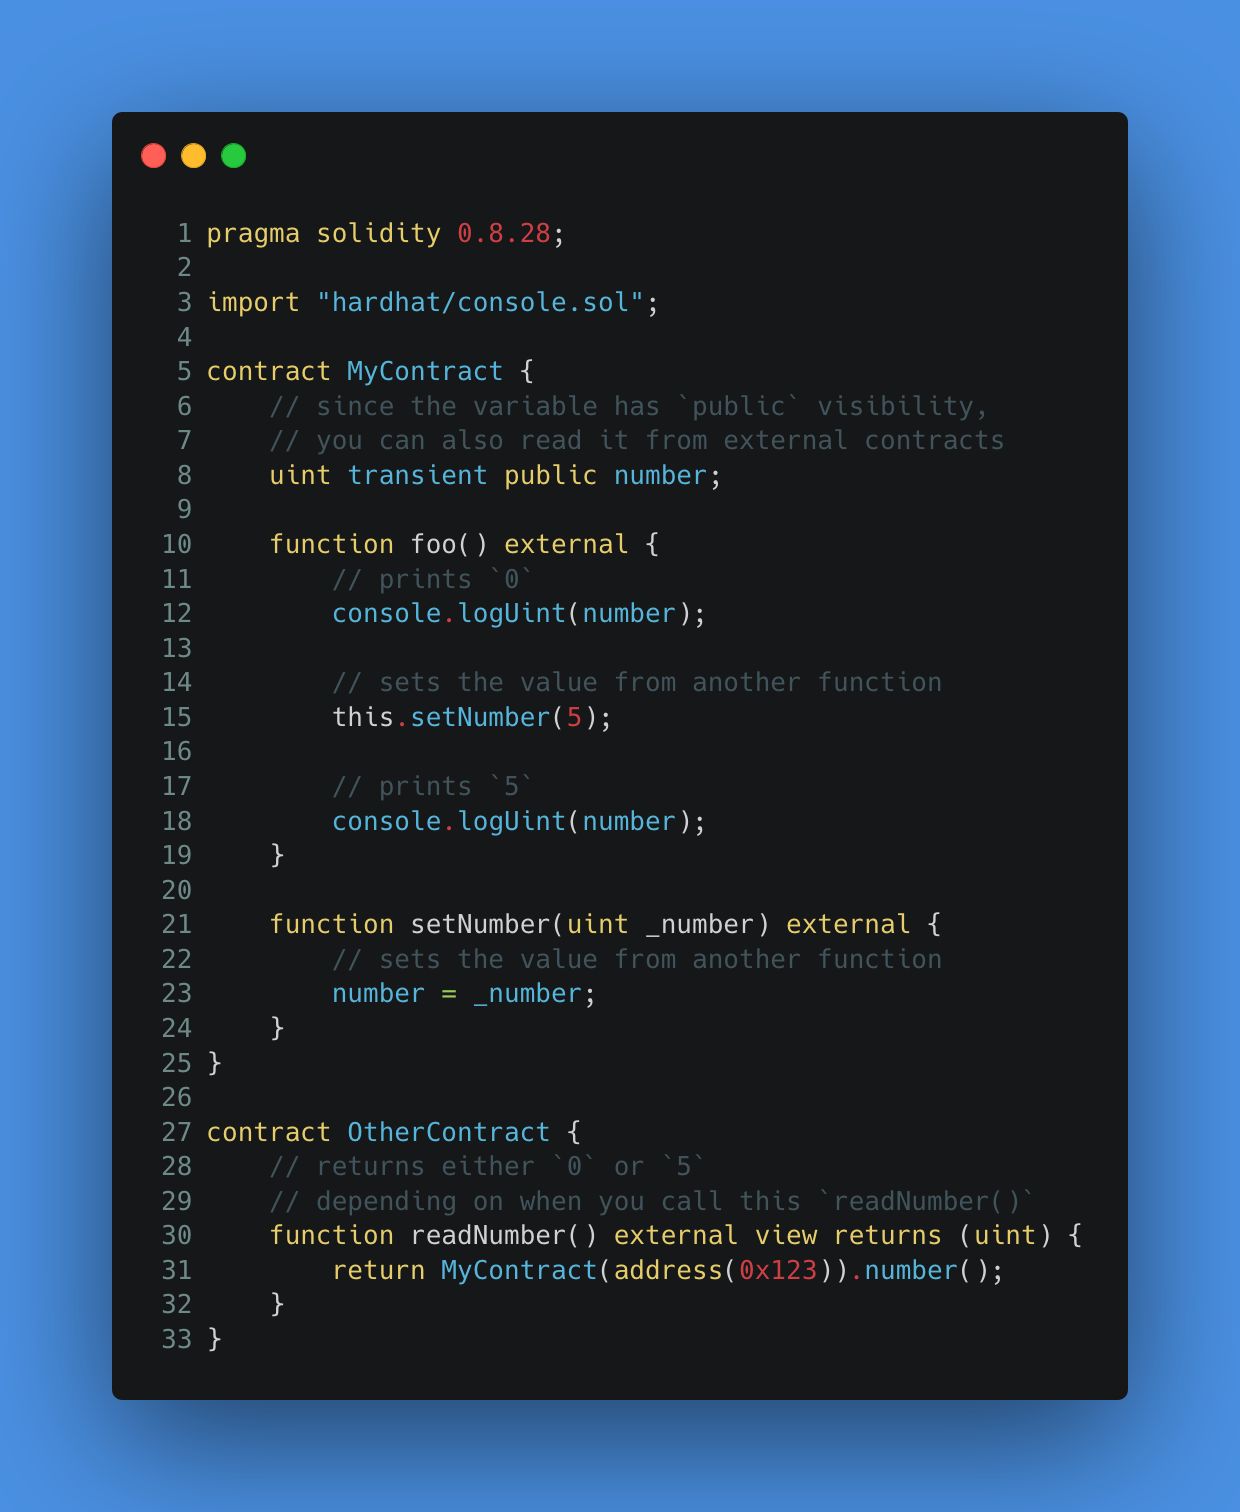 1 pragma solidity 0.8.28;
2
3 import "hardhat/console.sol";
4
5 contract MyContract {
6     // since the variable has `public` visibility,
7     // you can also read it from external contracts
8     uint transient public number;
9
10     function foo() external {
11         // prints `0`
12         console.logUint(number);
13
14         // sets the value from another function
15         this.setNumber(5);
16
17         // prints `5`
18         console.logUint(number);
19     }
20
21     function setNumber(uint _number) external {
22         // sets the value from another function
23         number = _number;
24     }
25 }
26
27 contract OtherContract {
28     // returns either `0` or `5`
29     // depending on when you call this `readNumber()`
30     function readNumber() external view returns (uint) {
31         return MyContract(address(0x123)).number();
32     }
33 }